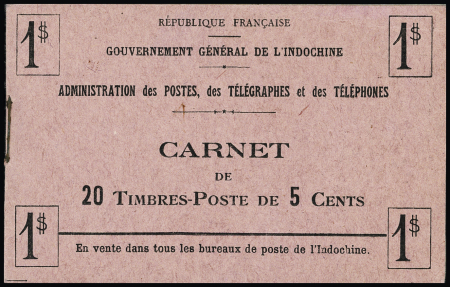 1$
RÉPUBLIQUE FRANÇAISE
1$
GOUVERNEMENT GÉNÉRAL DE L'INDOCHINE
ADMINISTRATION des POSTES, des TÉLÉGRAPHES et des TÉLÉPHONES
CARNET
DE
20 TIMBRES-POSTE DE 5 CENTS
1$
En vente dans tous les bureaux de poste de l'Indochine.
1$